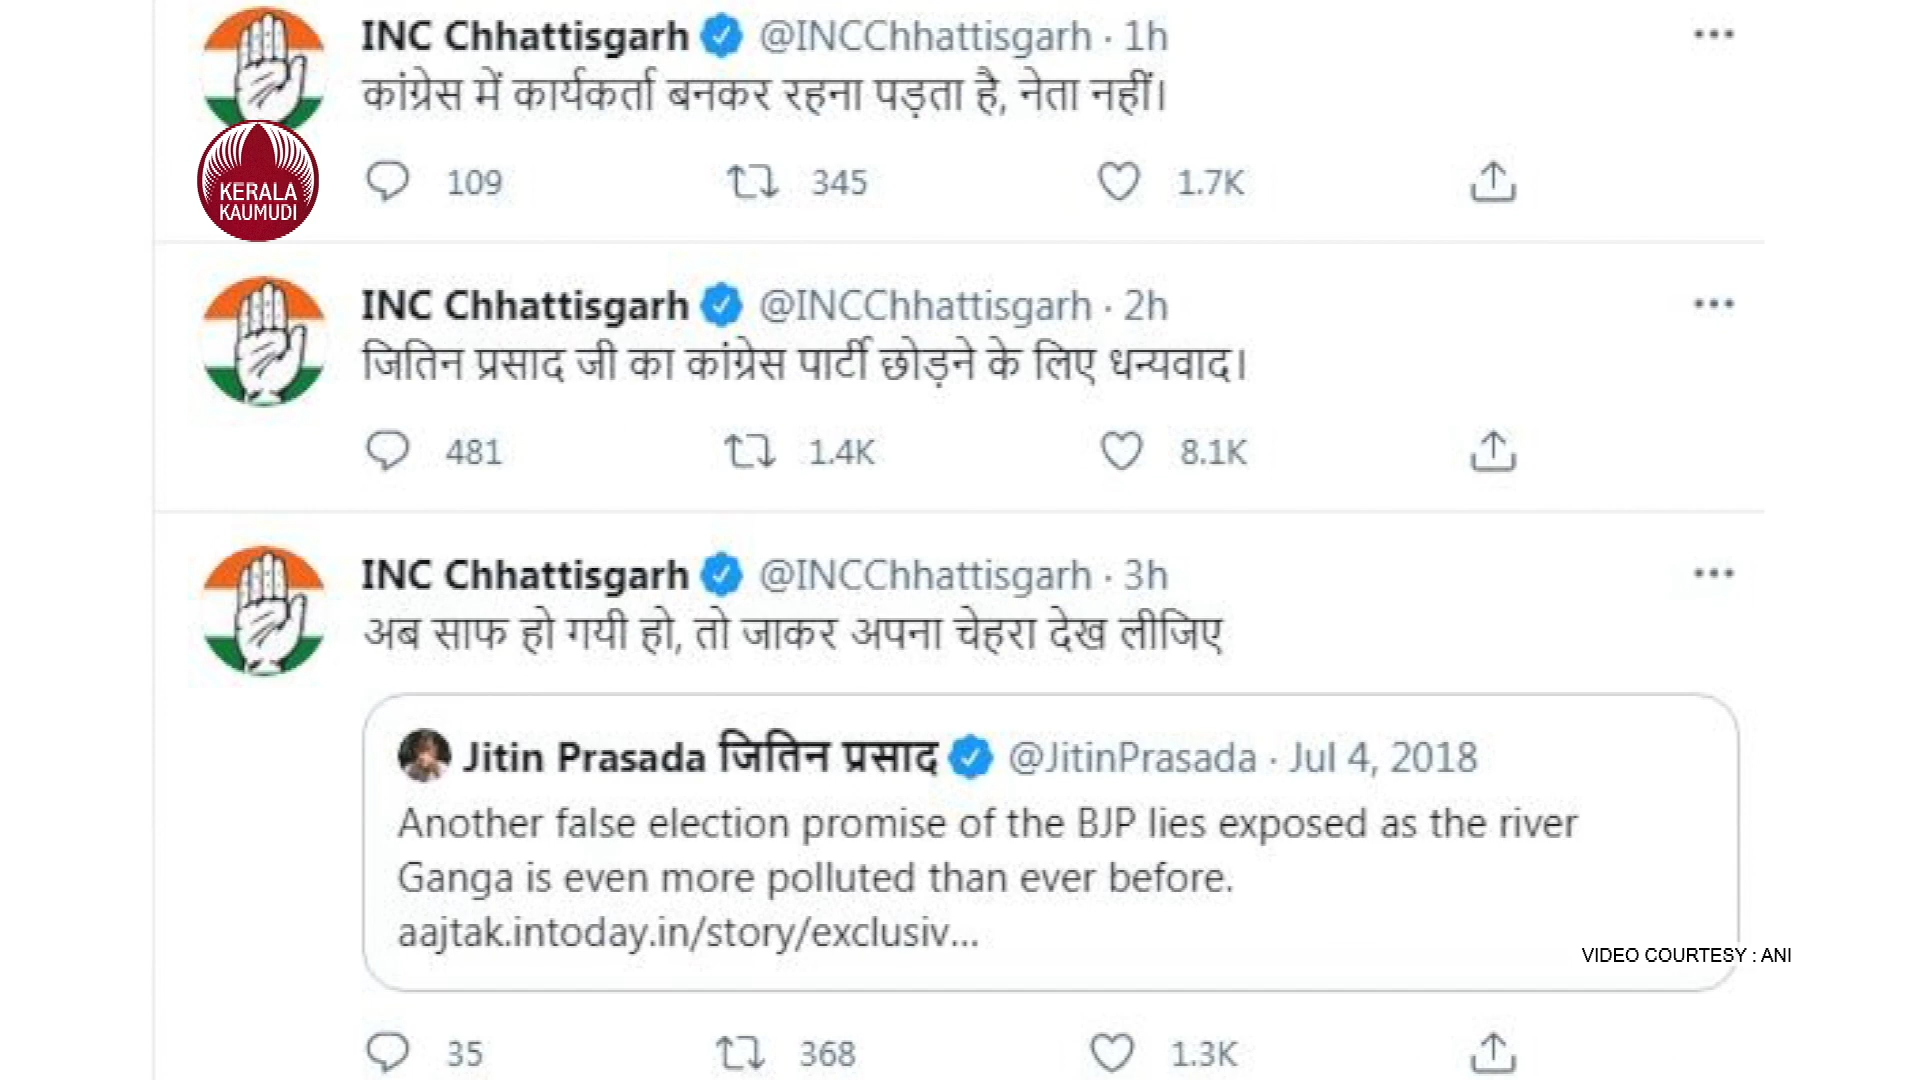 INC Chhattisgarh @INCChhattisgarh · 1h
कांग्रेस में कार्यकर्ता बनकर रहना पड़ता है, नेता नहीं।
109 345 1.7K
KERALA
KAUMUDI
INC Chhattisgarh @INCChhattisgarh · 2h
जितिन प्रसाद जी का कांग्रेस पार्टी छोड़ने के लिए धन्यवाद।
481 1.4K 8.1K
INC Chhattisgarh @INCChhattisgarh · 3h
अब साफ हो गयी हो, तो जाकर अपना चेहरा देख लीजिए
Jitin Prasada जितिन प्रसाद @JitinPrasada · Jul 4, 2018
Another false election promise of the BJP lies exposed as the river
Ganga is even more polluted than ever before.
aajtak.intoday.in/story/exclusiv...
VIDEO COURTESY : ANI
35 368 1.3K